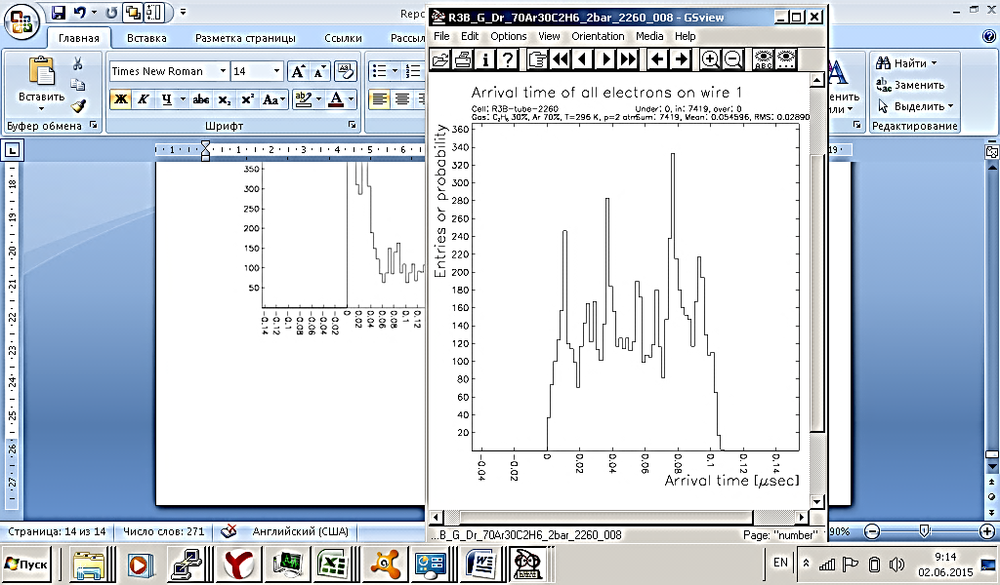 Repo
R3B_G_Dr_70Ar30C2H6_2bar_2260_008 - GSview
File Edit Options View Orientation Media Help
Главная Вставка Разметка страницы Ссылки Рассыл
Вставить
Буфер обмена
Times New Roman 14
Ж К Ч abc x₂ x² Aa
Шрифт
Найти
Заменить
Выделить
Редактирование
Arrival time of all electrons on wire 1
Cell: R3B-tube-2260 Under: 0, in: 7419, over: 0
Gas: C₂H₆ 30%, Ar 70%, T=296 K, p=2 atm Sum: 7419, Mean: 0.054596, RMS: 0.02890
Entries or probability
360
340
320
300
280
260
240
220
200
180
160
140
120
100
80
60
40
20
-0.04 -0.02 0 0.02 0.04 0.06 0.08 0.1 0.12 0.14
Arrival time [μsec]
350
300
250
200
150
100
50
-0.14 -0.12 -0.1 -0.08 -0.06 -0.04 -0.02 0 0.02 0.04 0.06 0.08 0.1 0.12
...B_G_Dr_70Ar30C2H6_2bar_2260_008 Page: "number"
Страница: 14 из 14 Число слов: 271 Английский (США) 90%
Пуск
EN
9:14
02.06.2015